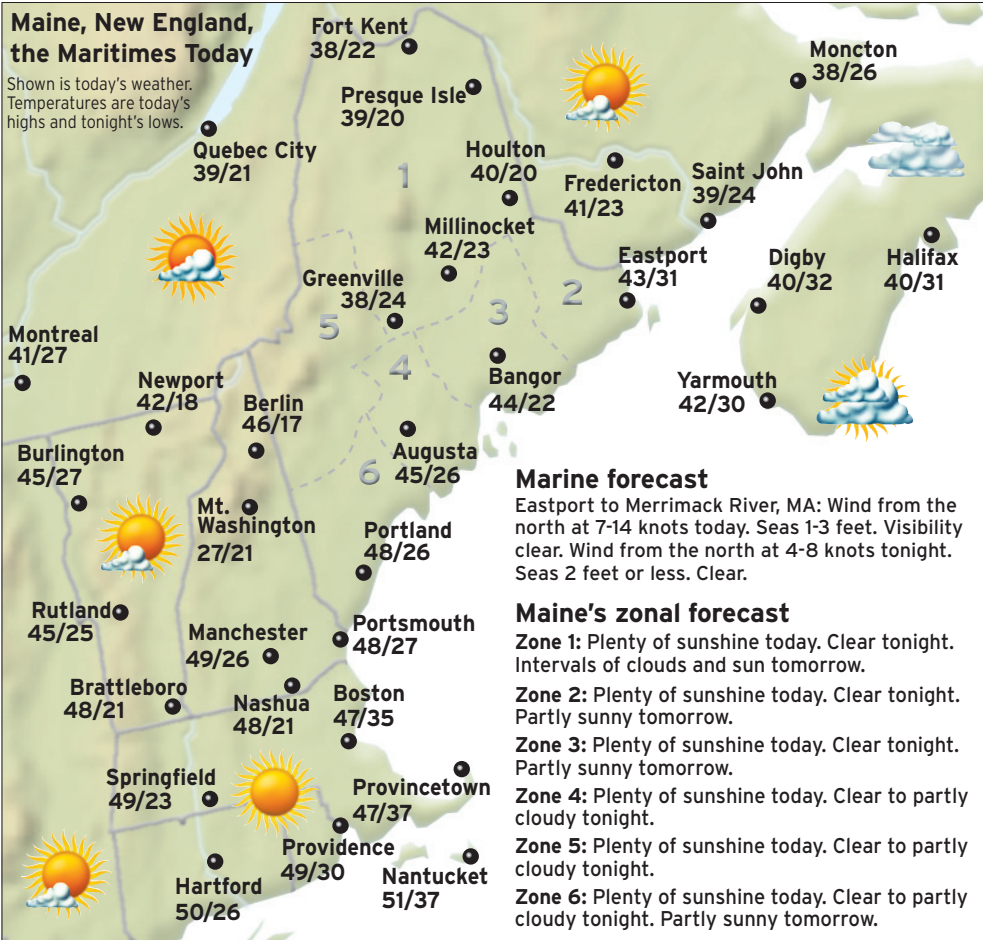 Maine, New England,
the Maritimes Today
Shown is today's weather.
Temperatures are today's
highs and tonight's lows.
Fort Kent
38/22
Moncton
38/26
Presque Isle
39/20
Quebec City
39/21
Houlton
40/20
1
Fredericton
41/23
Saint John
39/24
Millinocket
42/23
Greenville
38/24
Eastport
43/31
Digby
40/32
Halifax
40/31
2
3
5
4
Montreal
41/27
Bangor
44/22
Yarmouth
42/30
Newport
42/18
Berlin
46/17
Burlington
45/27
Augusta
45/26
6
Mt.
Washington
27/21
Portland
48/26
Rutland
45/25
Manchester
49/26
Portsmouth
48/27
Brattleboro
48/21
Nashua
48/21
Boston
47/35
Springfield
49/23
Provincetown
47/37
Providence
49/30
Hartford
50/26
Nantucket
51/37
Marine forecast
Eastport to Merrimack River, MA: Wind from the
north at 7-14 knots today. Seas 1-3 feet. Visibility
clear. Wind from the north at 4-8 knots tonight.
Seas 2 feet or less. Clear.
Maine's zonal forecast
Zone 1: Plenty of sunshine today. Clear tonight.
Intervals of clouds and sun tomorrow.
Zone 2: Plenty of sunshine today. Clear tonight.
Partly sunny tomorrow.
Zone 3: Plenty of sunshine today. Clear tonight.
Partly sunny tomorrow.
Zone 4: Plenty of sunshine today. Clear to partly
cloudy tonight.
Zone 5: Plenty of sunshine today. Clear to partly
cloudy tonight.
Zone 6: Plenty of sunshine today. Clear to partly
cloudy tonight. Partly sunny tomorrow.